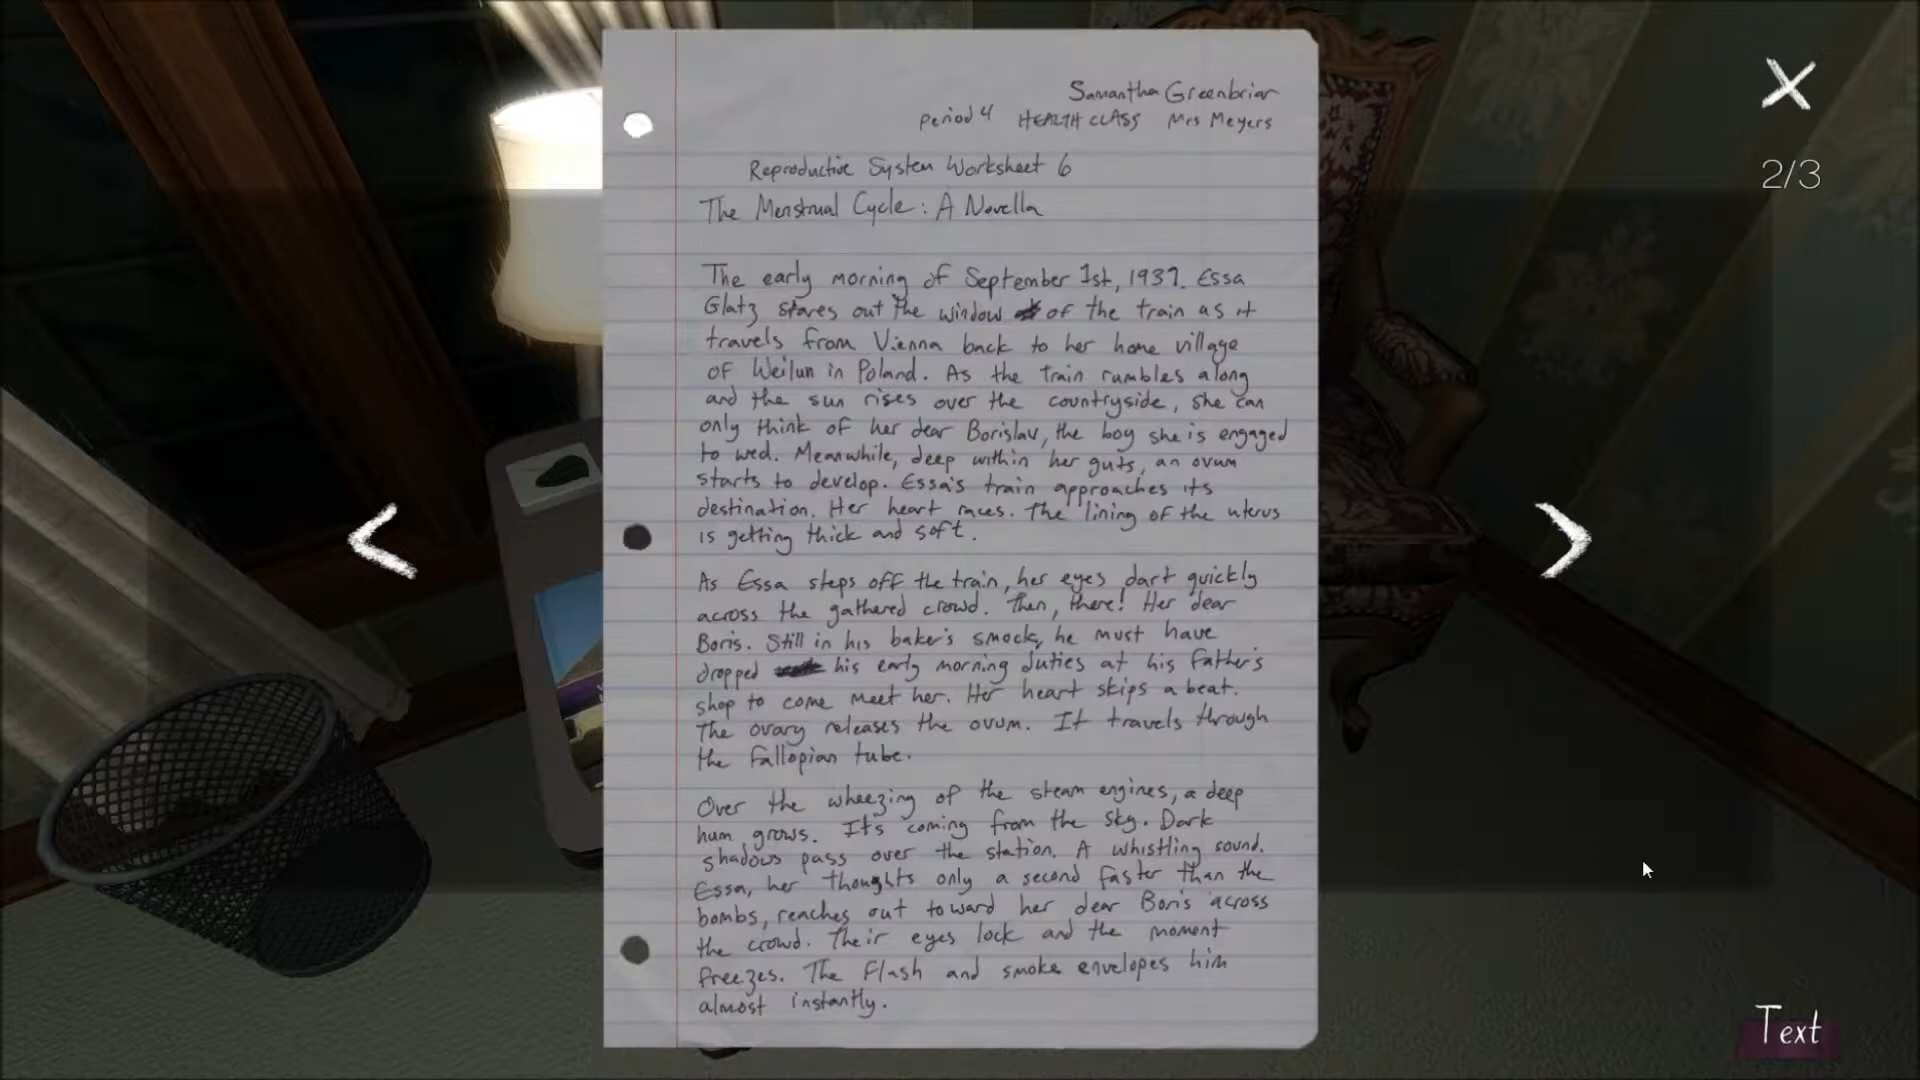 Samantha Greenbriar
2/3
Period 4 HEALTH CLASS Mrs Meyers
Reproductive System Worksheet 6
The Menstrual Cycle: A Novella
The early morning of September 1st, 1939. Essa
Glatz stares out the window of the train as it
travels from Vienna back to her home village
of Weilun in Poland. As the train rumbles along
and the sun rises over the countryside, she can
only think of her dear Borislav, the boy she is engaged
to wed. Meanwhile, deep within her guts, an ovum
starts to develop. Essa's train approaches its
destination. Her heart races. The lining of the uterus
is getting thick and soft.
As Essa steps off the train, her eyes dart quickly
across the gathered crowd. Then, there! Her dear
Boris. Still in his baker's smock, he must have
dropped his early morning duties at his father's
shop to come meet her. Her heart skips a beat.
The ovary releases the ovum. It travels through
the fallopian tube.
Over the wheezing of the steam engines, a deep
hum grows. It's coming from the sky. Dark
shadows pass over the station. A whistling sound.
Essa, her thoughts only a second faster than the
bombs, reaches out toward her dear Boris across
the crowd. Their eyes lock and the moment
freezes. The flash and smoke envelopes him
almost instantly.
Text